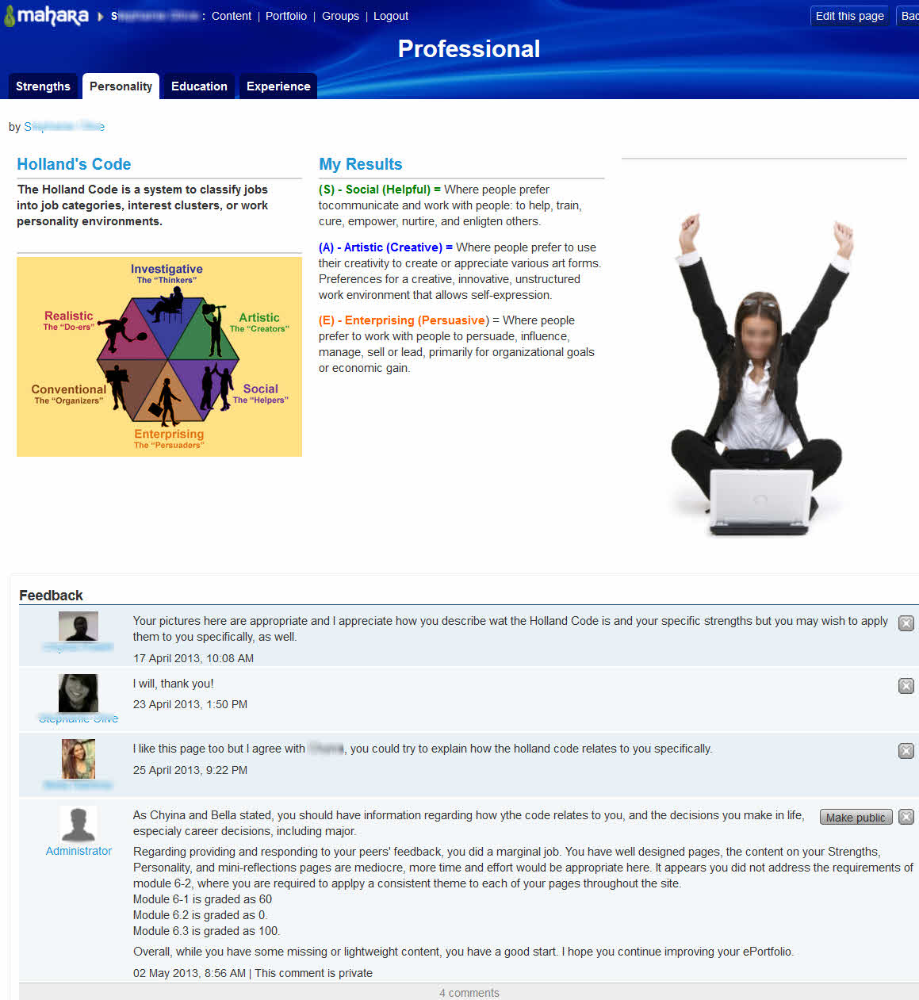 mahara : Content | Portfolio | Groups | Logout Edit this page
Professional
Strengths Personality Education Experience
by
Holland's Code
The Holland Code is a system to classify jobs
into job categories, interest clusters, or work
personality environments.
Investigative
The “Thinkers”
Realistic
The “Do-ers”
Artistic
The “Creators”
Conventional
The “Organizers”
Social
The “Helpers”
Enterprising
The “Persuaders”
My Results
(S) - Social (Helpful) = Where people prefer
tocommunicate and work with people: to help, train,
cure, empower, nurtire, and enligten others.
(A) - Artistic (Creative) = Where people prefer to use
their creativity to create or appreciate various art forms.
Preferences for a creative, innovative, unstructured
work environment that allows self-expression.
(E) - Enterprising (Persuasive) = Where people
prefer to work with people to persuade, influence,
manage, sell or lead, primarily for organizational goals
or economic gain.
Feedback
Your pictures here are appropriate and I appreciate how you describe wat the Holland Code is and your specific strengths but you may wish to apply
them to you specifically, as well.
17 April 2013, 10:08 AM
I will, thank you!
23 April 2013, 1:50 PM
I like this page too but I agree with , you could try to explain how the holland code relates to you specifically.
25 April 2013, 9:22 PM
Administrator
As Chyina and Bella stated, you should have information regarding how ythe code relates to you, and the decisions you make in life,
especialy career decisions, including major.
Make public
Regarding providing and responding to your peers' feedback, you did a marginal job. You have well designed pages, the content on your Strengths,
Personality, and mini-reflections pages are mediocre, more time and effort would be appropriate here. It appears you did not address the requirements of
module 6-2, where you are required to applpy a consistent theme to each of your pages throughout the site.
Module 6-1 is graded as 60
Module 6.2 is graded as 0.
Module 6.3 is graded as 100.
Overall, while you have some missing or lightweight content, you have a good start. I hope you continue improving your ePortfolio.
02 May 2013, 8:56 AM | This comment is private
4 comments